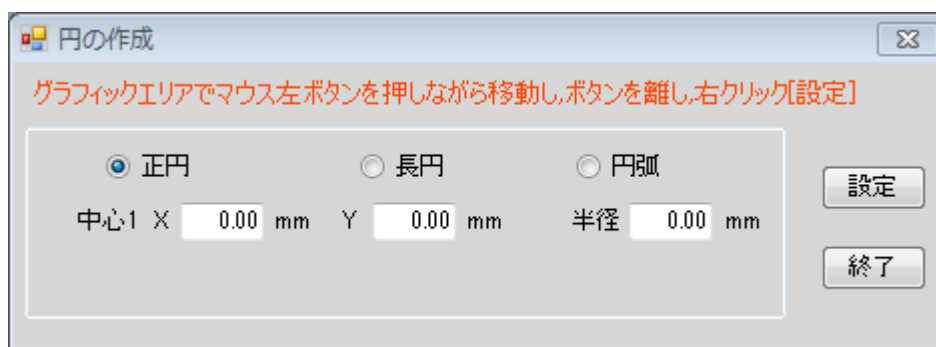 円の作成
グラフィックエリアでマウス左ボタンを押しながら移動し,ボタンを離し,右クリック[設定]
正円 長円 円弧
中心1 X 0.00 mm Y 0.00 mm 半径 0.00 mm
設定
終了